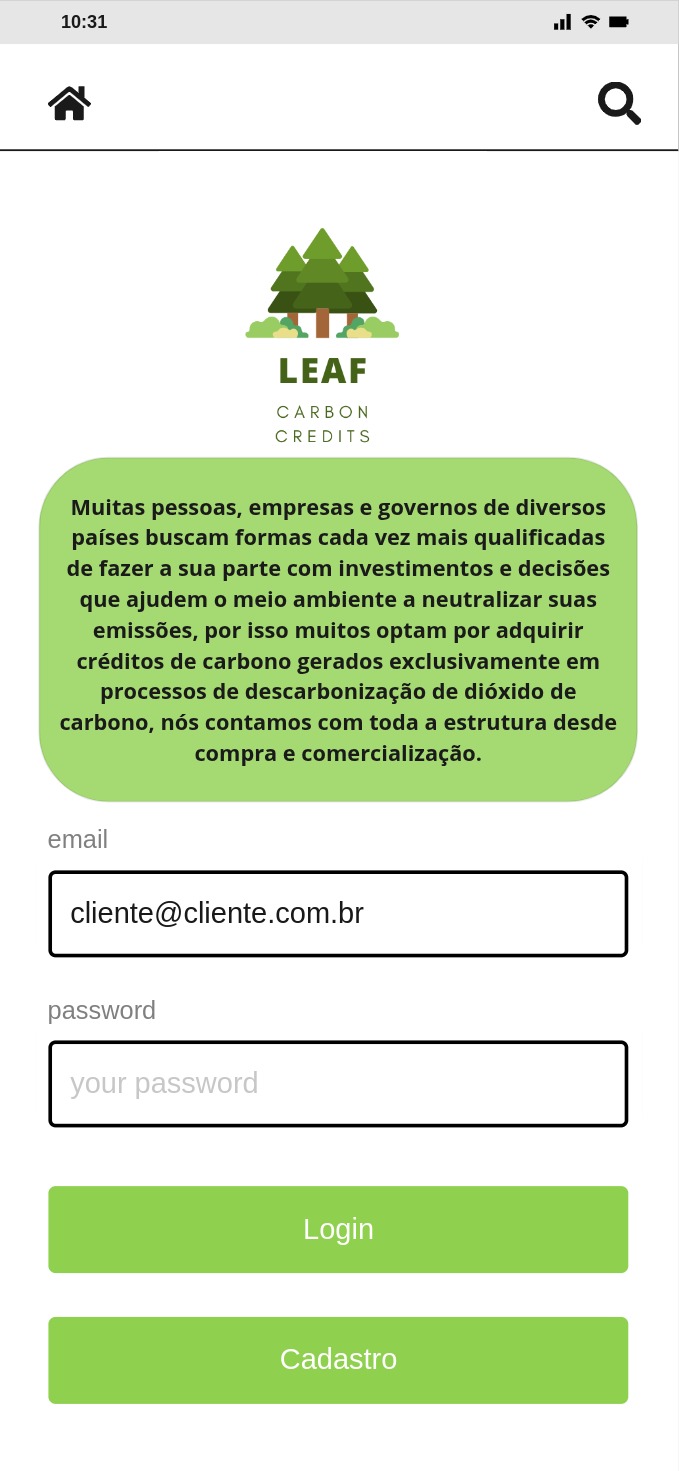 10:31
LEAF
CARBON
CREDITS
Muitas pessoas, empresas e governos de diversos
países buscam formas cada vez mais qualificadas
de fazer a sua parte com investimentos e decisões
que ajudem o meio ambiente a neutralizar suas
emissões, por isso muitos optam por adquirir
créditos de carbono gerados exclusivamente em
processos de descarbonização de dióxido de
carbono, nós contamos com toda a estrutura desde
compra e comercialização.
email
cliente@cliente.com.br
password
your password
Login
Cadastro